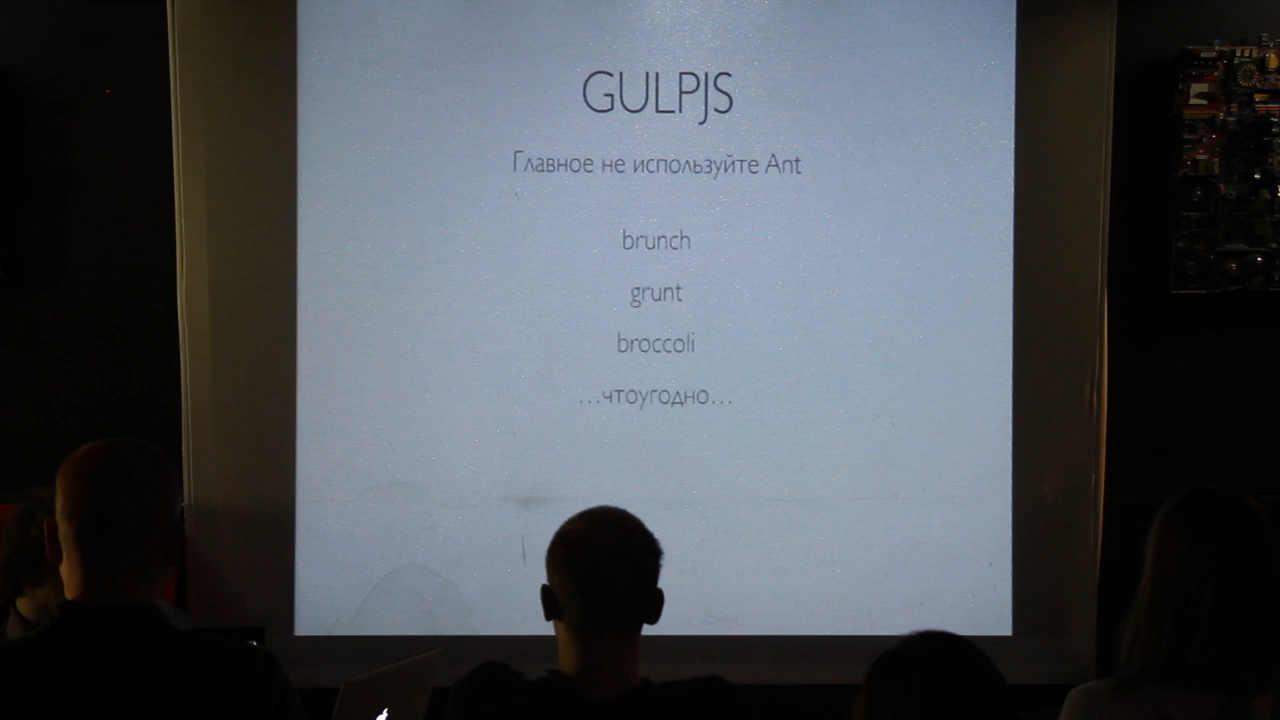 GULPJS
Главное не используйте Ant
brunch
grunt
broccoli
...чтоугодно...